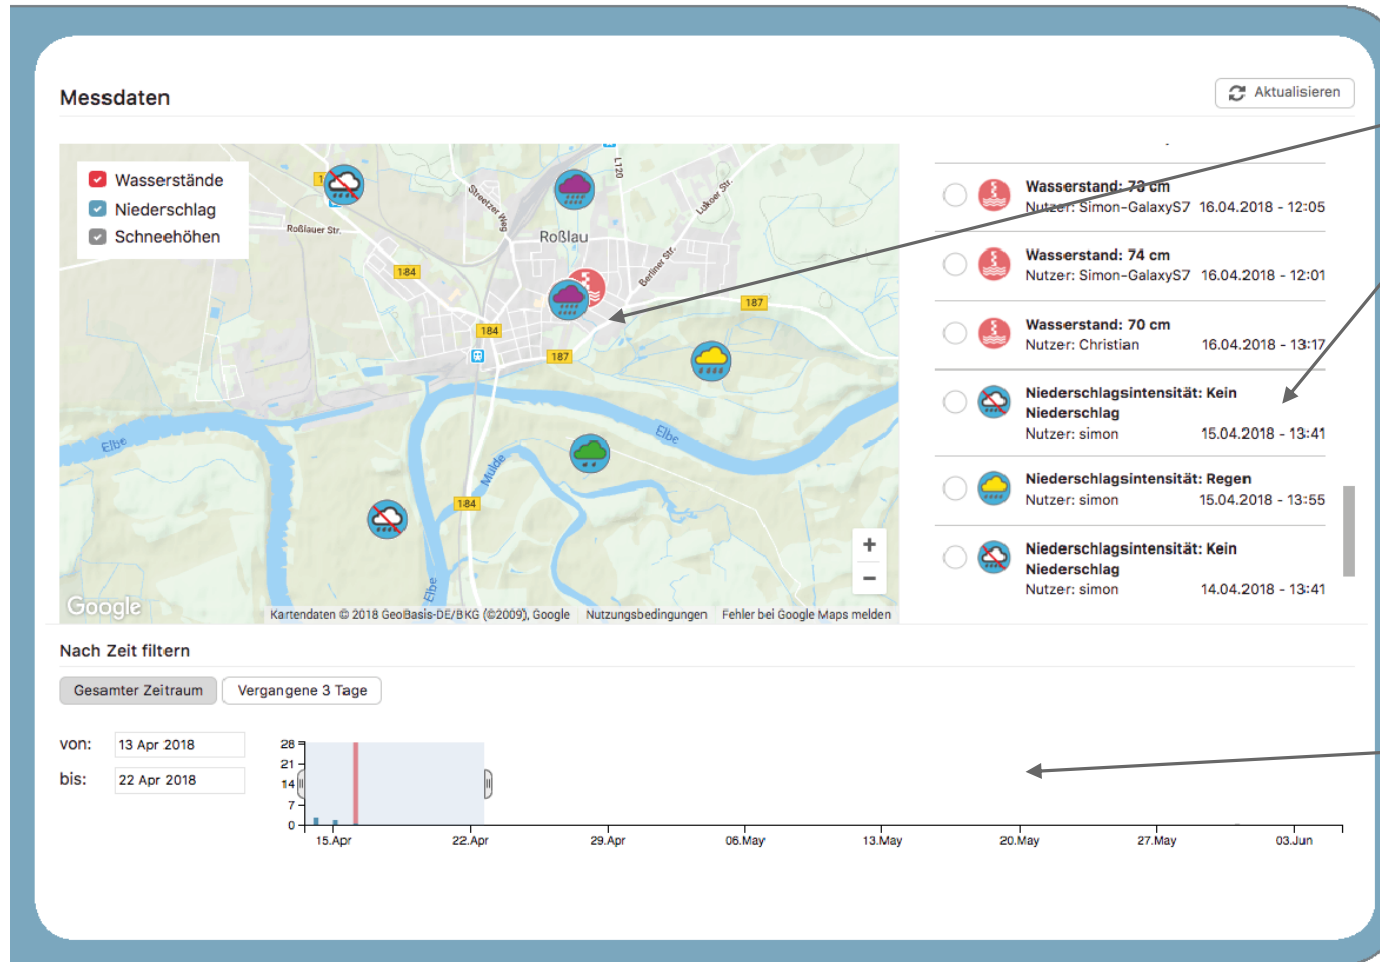 Messdaten
Aktualisieren
Wasserstände
Niederschlag
Schneehöhen
Roßlauer Str.
Streetzer Weg
L120
Lukoer Str.
Roßlau
Berliner Str.
184
187
184
187
Elbe
Elbe
Mulde
184
Elbe
+
−
Google
Kartendaten © 2018 GeoBasis-DE/BKG (©2009), Google Nutzungsbedingungen Fehler bei Google Maps melden
Wasserstand: 73 cm
Nutzer: Simon-GalaxyS7 16.04.2018 - 12:05
Wasserstand: 74 cm
Nutzer: Simon-GalaxyS7 16.04.2018 - 12:01
Wasserstand: 70 cm
Nutzer: Christian 16.04.2018 - 13:17
Niederschlagsintensität: Kein
Niederschlag
Nutzer: simon 15.04.2018 - 13:41
Niederschlagsintensität: Regen
Nutzer: simon 15.04.2018 - 13:55
Niederschlagsintensität: Kein
Niederschlag
Nutzer: simon 14.04.2018 - 13:41
Nach Zeit filtern
Gesamter Zeitraum Vergangene 3 Tage
von: 13 Apr 2018
bis: 22 Apr 2018
28
21
14
7
0
15.Apr 22.Apr 29.Apr 06.May 13.May 20.May 27.May 03.Jun